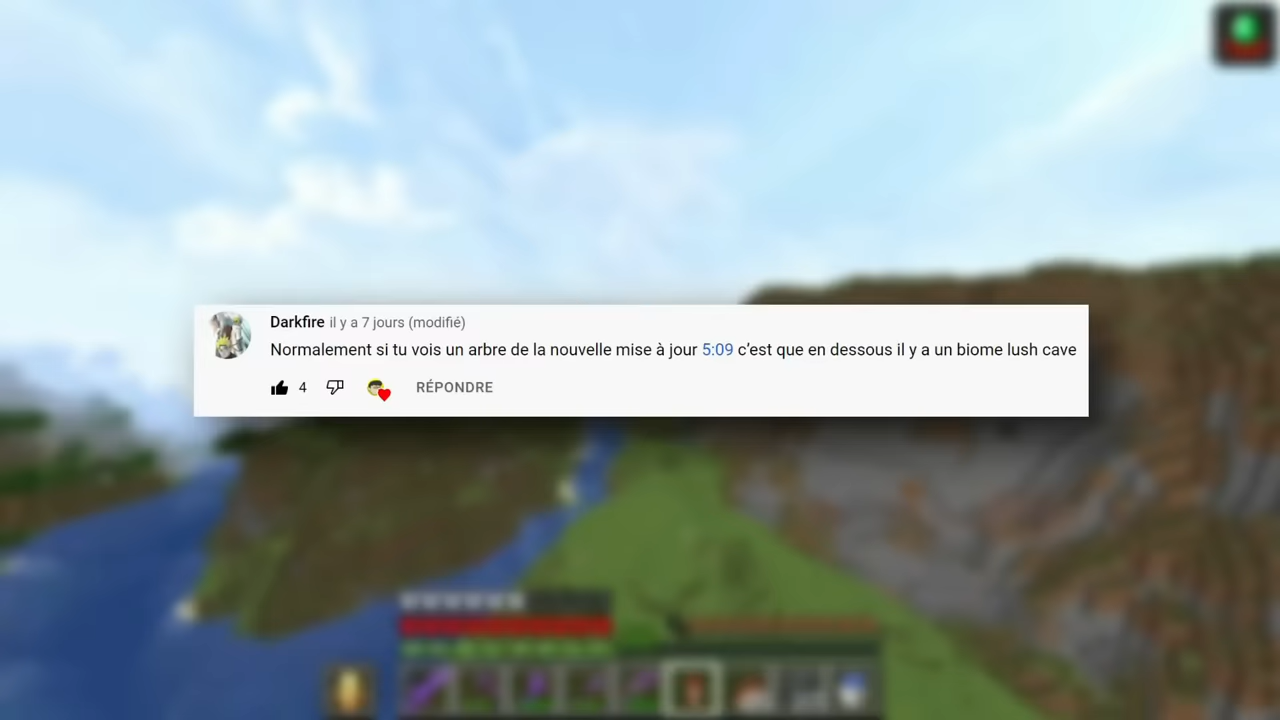 Darkfire il y a 7 jours (modifié)
Normalement si tu vois un arbre de la nouvelle mise à jour 5:09 c’est que en dessous il y a un biome lush cave
4 RÉPONDRE